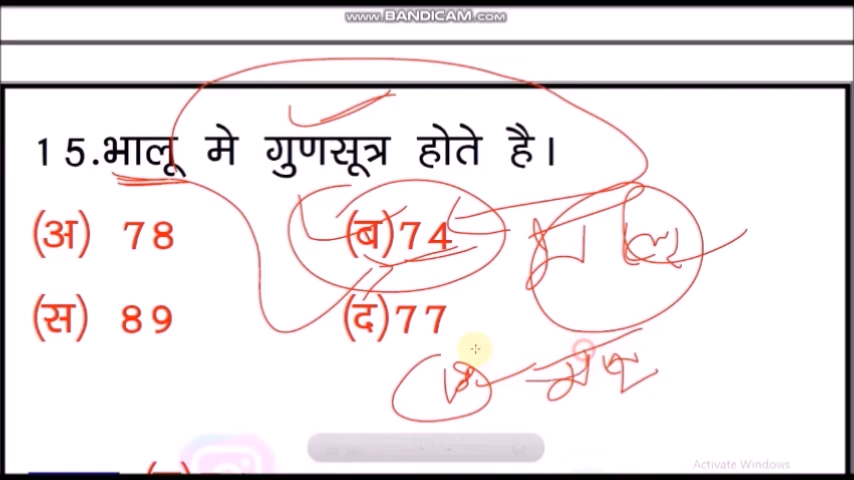 WWW.BANDICAM.COM
15.भालू मे गुणसूत्र होते है।
(अ) 78 (ब)74
(स) 89 (द)77
Activate Windows